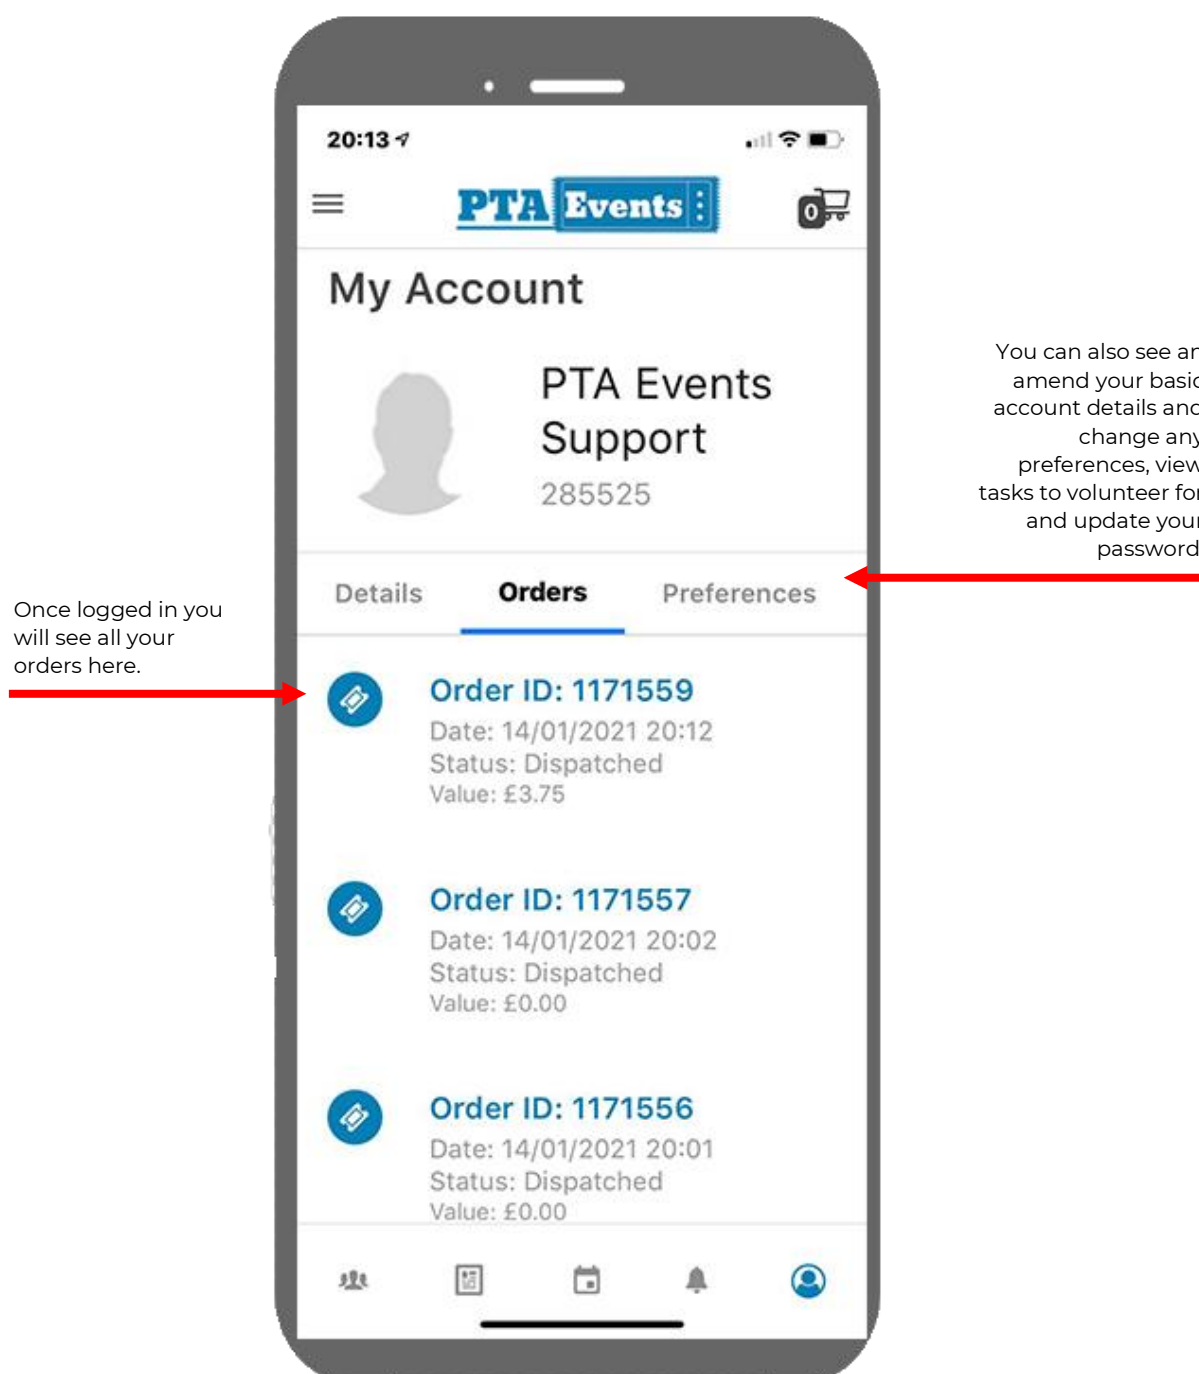 20:13
PTA Events
0
My Account
PTA Events
Support
285525
Details Orders Preferences
Order ID: 1171559
Date: 14/01/2021 20:12
Status: Dispatched
Value: £3.75
Order ID: 1171557
Date: 14/01/2021 20:02
Status: Dispatched
Value: £0.00
Order ID: 1171556
Date: 14/01/2021 20:01
Status: Dispatched
Value: £0.00
Once logged in you
will see all your
orders here.
You can also see
amend your basic
account details and
change any
preferences, view
tasks to volunteer for
and update your
password